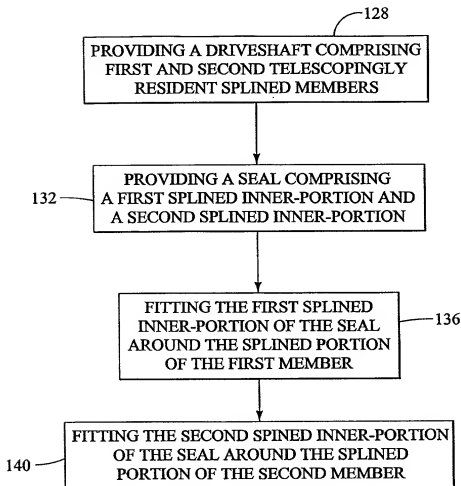 128
PROVIDING A DRIVESHAFT COMPRISING
FIRST AND SECOND TELESCOPINGLY
RESIDENT SPLINED MEMBERS
132
PROVIDING A SEAL COMPRISING
A FIRST SPLINED INNER-PORTION AND
A SECOND SPLINED INNER-PORTION
FITTING THE FIRST SPLINED
INNER-PORTION OF THE SEAL
AROUND THE SPLINED PORTION
OF THE FIRST MEMBER
136
FITTING THE SECOND SPINED INNER-PORTION
OF THE SEAL AROUND THE SPLINED
PORTION OF THE SECOND MEMBER
140